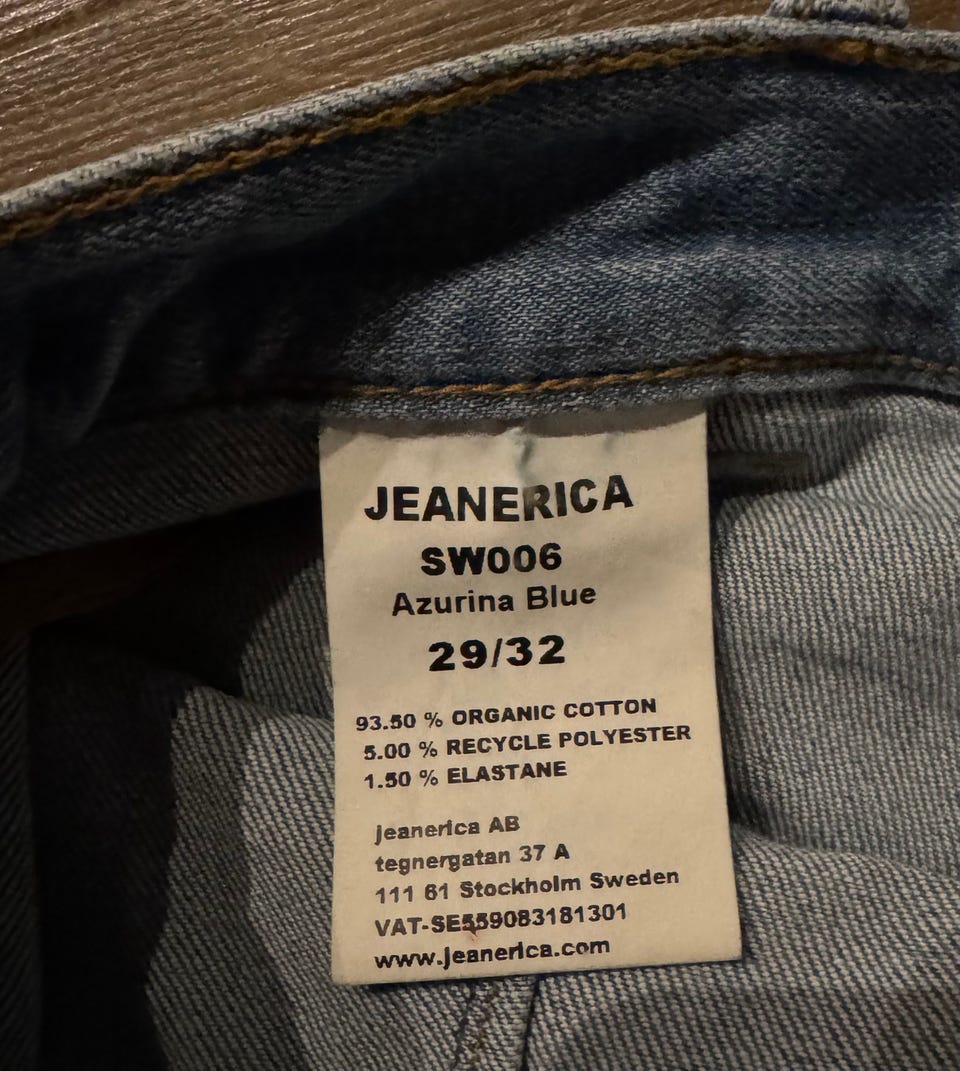 JEANERICA
SW006
Azurina Blue
29/32
93.50 % ORGANIC COTTON
5.00 % RECYCLE POLYESTER
1.50 % ELASTANE
jeanerica AB
tegnergatan 37 A
111 61 Stockholm Sweden
VAT-SE559083181301
www.jeanerica.com